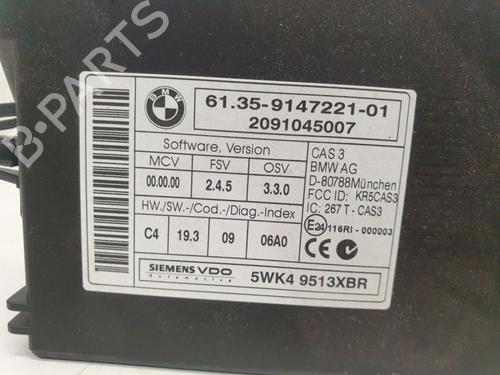 B-PARTS
BMW
61.35-9147221-01
2091045007
Software, Version
MCV FSV OSV
00.00.00 2.4.5 3.3.0
HW./SW.-/Cod.-/Diag.-Index
C4 19.3 09 06A0
SIEMENS VDO
Automotive
5WK4 9513XBR
CAS 3
BMW AG
D-80788München
FCC ID: KR5CAS3
IC: 267 T - CAS3
E24 116RI - 000003
CE